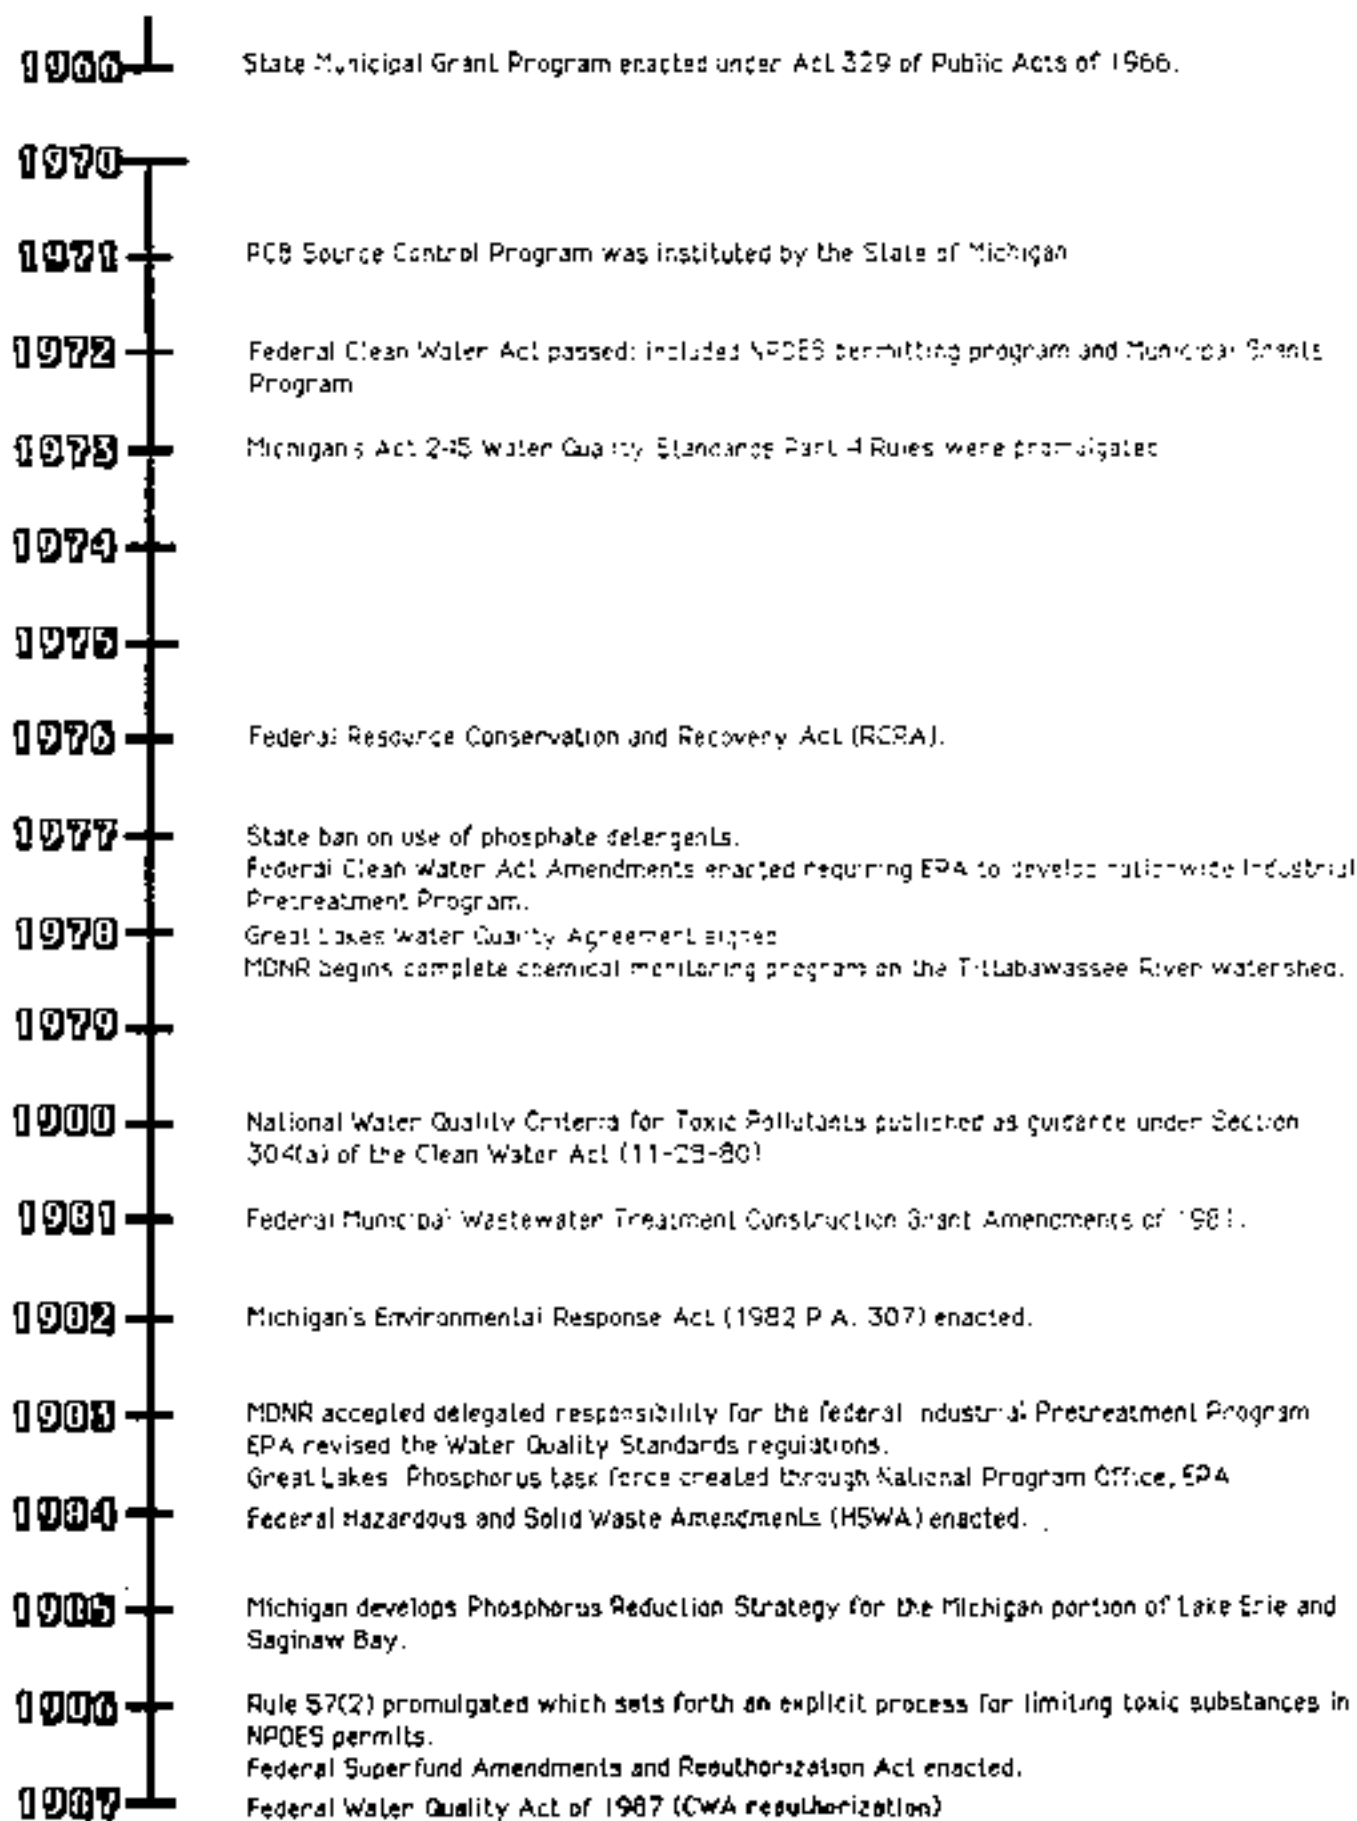 1966 State Municipal Grant Program enacted under Act 329 of Public Acts of 1966.
1970
1971 PCB Source Control Program was instituted by the State of Michigan
1972 Federal Clean Water Act passed: included NPDES permitting program and Municipal Grants
Program
1973 Michigan's Act 245 Water Quality Standards Part 4 Rules were promulgated
1974
1975
1976 Federal Resource Conservation and Recovery Act (RCRA).
1977 State ban on use of phosphate detergents.
Federal Clean Water Act Amendments enacted requiring EPA to develop nationwide Industrial
Pretreatment Program.
1978 Great Lakes Water Quality Agreement signed
MDNR begins complete chemical monitoring program on the Tittabawassee River watershed.
1979
1980 National Water Quality Criteria for Toxic Pollutants published as guidance under Section
304(a) of the Clean Water Act
1981 Federal Municipal Wastewater Treatment Construction Grant Amendments of 1981.
1982 Michigan's Environmental Response Act (1982 P.A. 307) enacted.
1983 MDNR accepted delegated responsibility for the federal Industrial Pretreatment Program
EPA revised the Water Quality Standards regulations.
Great Lakes Phosphorus task force created through National Program Office, EPA
1984 Federal Hazardous and Solid Waste Amendments (HSWA) enacted.
1985 Michigan develops Phosphorus Reduction Strategy for the Michigan portion of Lake Erie and
Saginaw Bay.
1986 Rule 57(2) promulgated which sets forth an explicit process for limiting toxic substances in
NPDES permits.
Federal Superfund Amendments and Reauthorization Act enacted.
1987 Federal Water Quality Act of 1987 (CWA reauthorization)